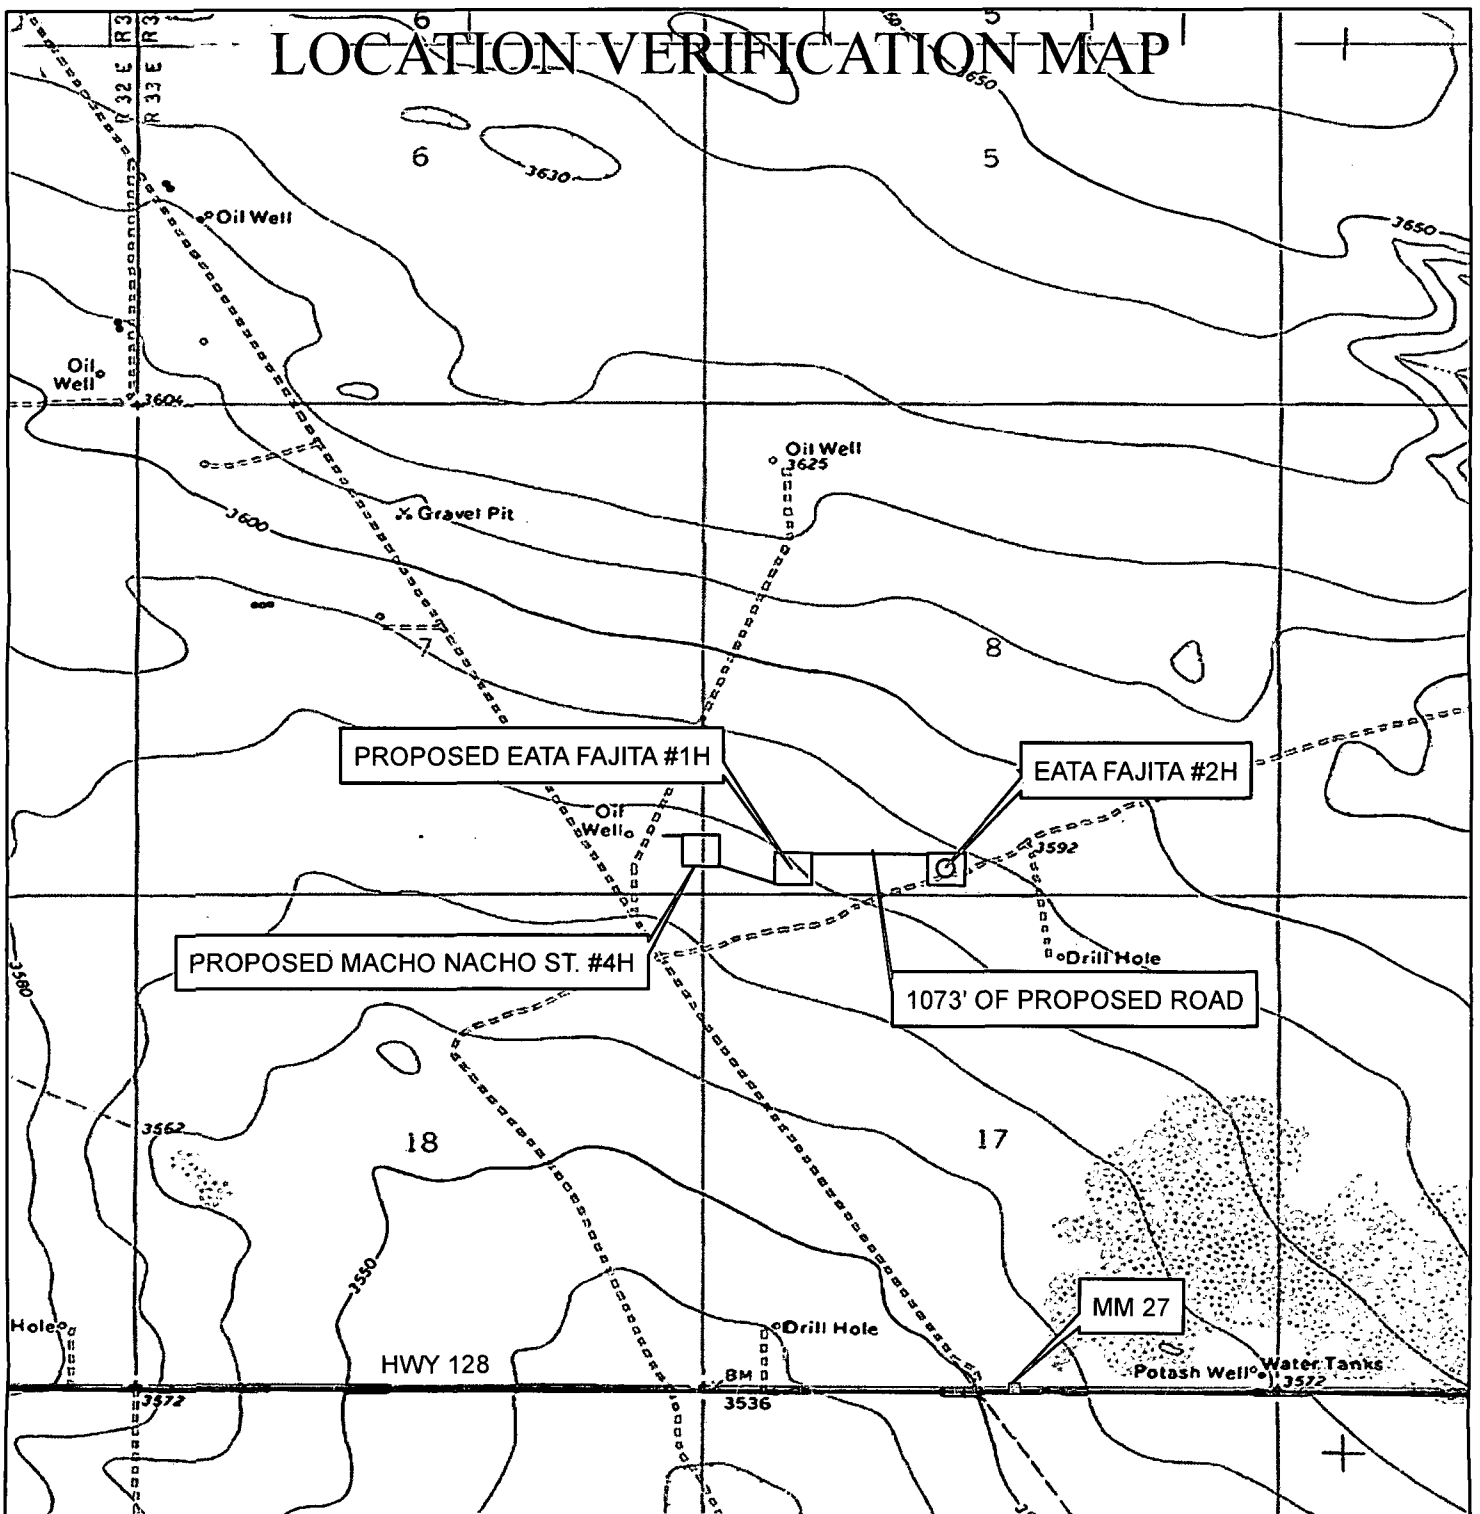 6
5
LOCATION VERIFICATION MAP
R 32 E
R 33 E
3650
6
5
3630
Oil Well
3650
Oil
Well
3604
Oil Well
3625
Gravel Pit
3600
7
8
PROPOSED EATA FAJITA #1H
EATA FAJITA #2H
Oil
Well
3592
PROPOSED MACHO NACHO ST. #4H
Drill Hole
3580
1073' OF PROPOSED ROAD
3562
18
17
3550
MM 27
Hole
Drill Hole
HWY 128
Potash Well
Water Tanks
3572
BM
3572
3536